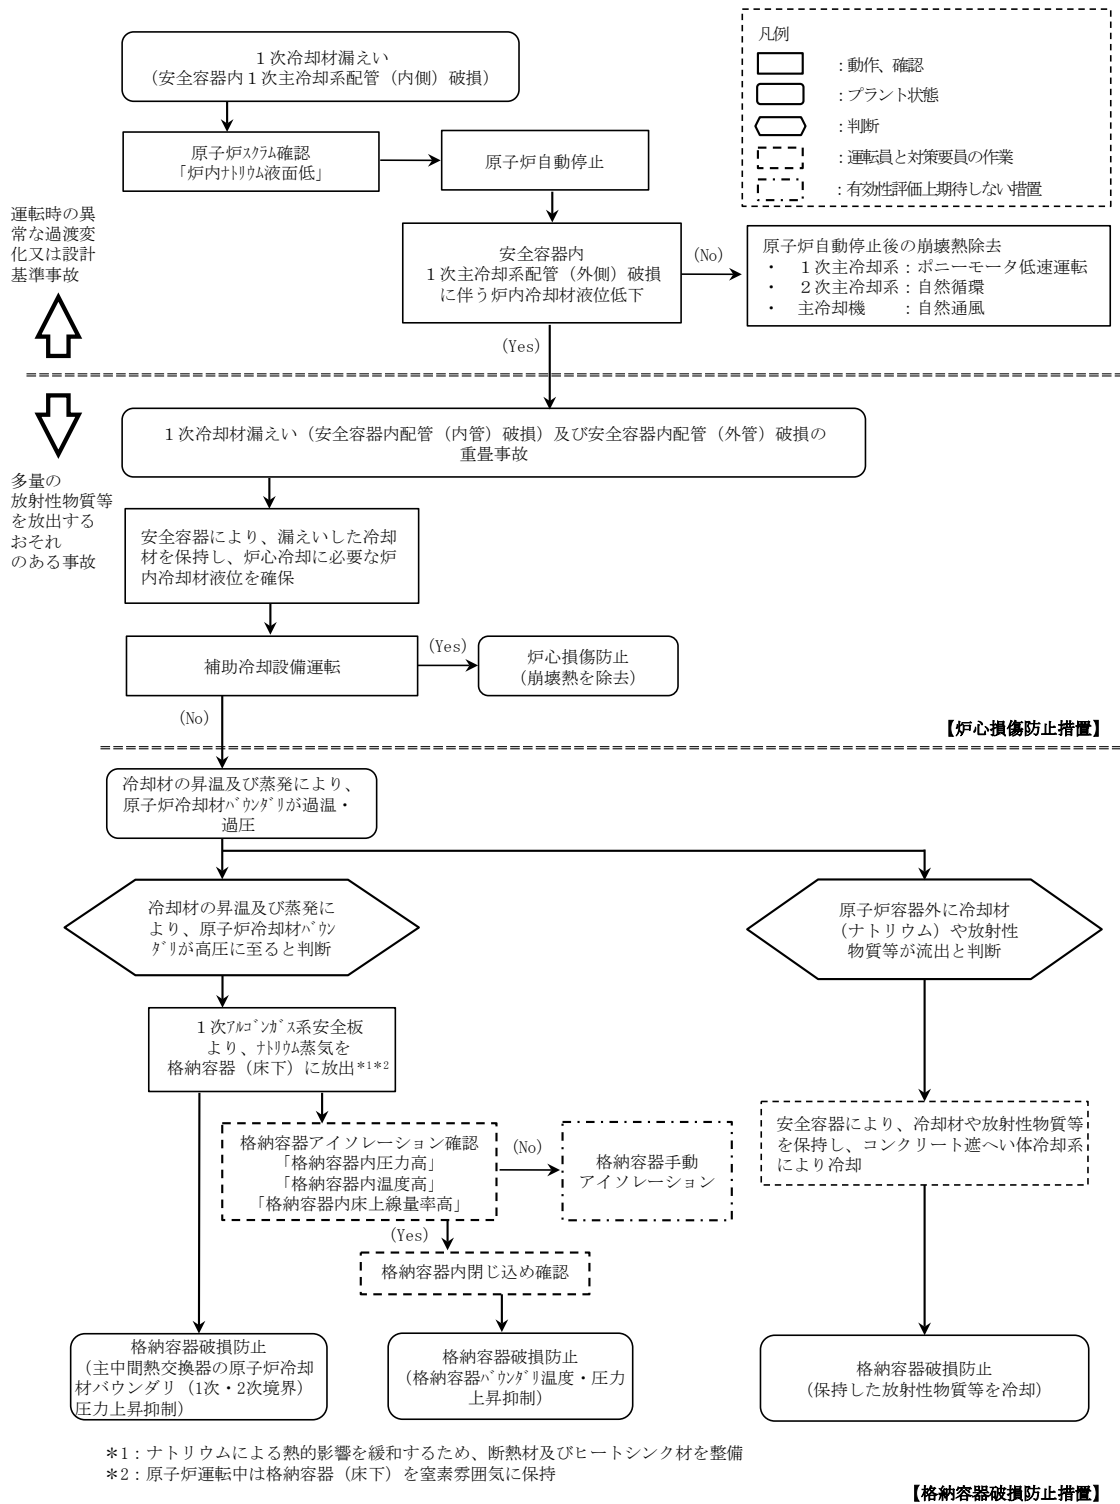 凡例
:動作、確認
:プラント状態
:判断
:運転員と対策要員の作業
:有効性評価上期待しない措置
1次冷却材漏えい
(安全容器内1次主冷却系配管(内側)破損)
原子炉スクラム確認
「炉内ナトリウム液面低」
原子炉自動停止
運転時の異
常な過渡変
化又は設計
基準事故
安全容器内
1次主冷却系配管(外側)破損
に伴う炉内冷却材液位低下
(No)
原子炉自動停止後の崩壊熱除去
・ 1次主冷却系:ポニーモータ低速運転
・ 2次主冷却系:自然循環
・ 主冷却機 :自然通風
(Yes)
1次冷却材漏えい(安全容器内配管(内管)破損)及び安全容器内配管(外管)破損の
重畳事故
多量の
放射性物質等
を放出する
おそれ
のある事故
安全容器により、漏えいした冷却
材を保持し、炉心冷却に必要な炉
内冷却材液位を確保
補助冷却設備運転
(Yes)
炉心損傷防止
(崩壊熱を除去)
(No)
【炉心損傷防止措置】
冷却材の昇温及び蒸発により、
原子炉冷却材バウンダリが過温・
過圧
冷却材の昇温及び蒸発に
より、原子炉冷却材バウン
ダリが高圧に至ると判断
原子炉容器外に冷却材
(ナトリウム)や放射性
物質等が流出と判断
1次アルゴンガス系安全板
より、ナトリウム蒸気を
格納容器(床下)に放出*1*2
格納容器アイソレーション確認
「格納容器内圧力高」
「格納容器内温度高」
「格納容器内床上線量率高」
(No)
格納容器手動
アイソレーション
安全容器により、冷却材や放射性物質等
を保持し、コンクリート遮へい体冷却系
により冷却
(Yes)
格納容器内閉じ込め確認
格納容器破損防止
(主中間熱交換器の原子炉冷却
材バウンダリ(1次・2次境界)
圧力上昇抑制)
格納容器破損防止
(格納容器バウンダリ温度・圧力
上昇抑制)
格納容器破損防止
(保持した放射性物質等を冷却)
*1:ナトリウムによる熱的影響を緩和するため、断熱材及びヒートシンク材を整備
*2:原子炉運転中は格納容器(床下)を窒素雰囲気に保持
【格納容器破損防止措置】